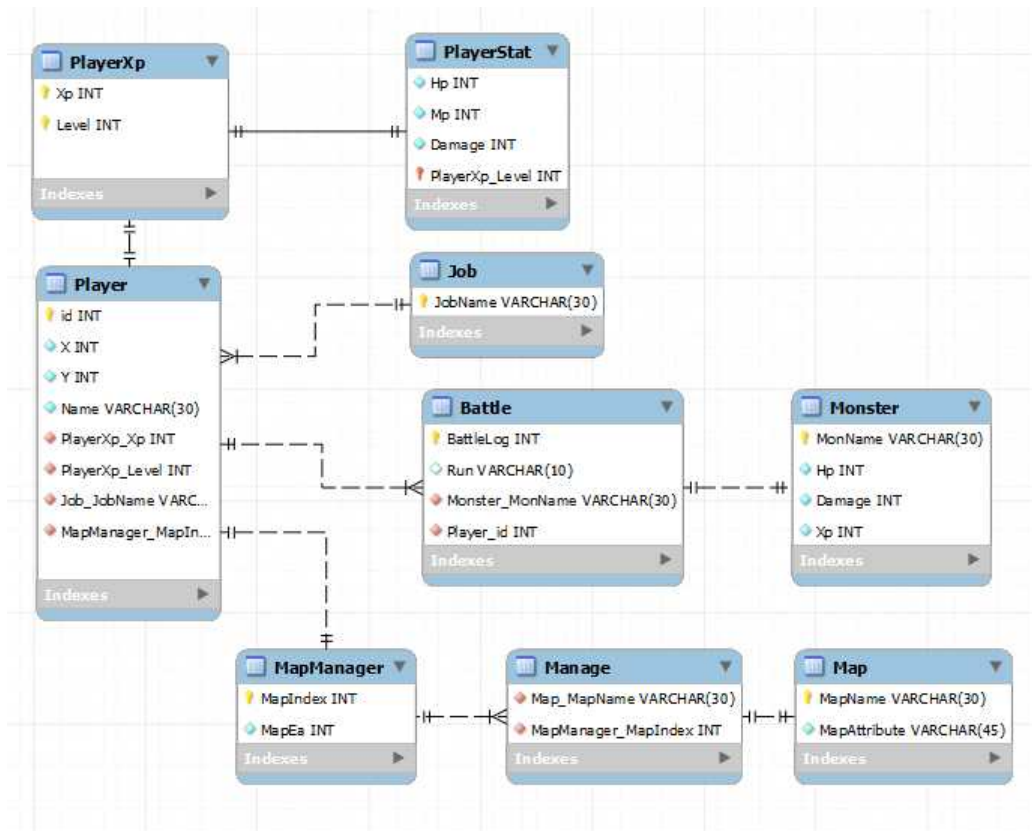 PlayerXp
Xp INT
Level INT
Indexes
PlayerStat
Hp INT
Mp INT
Damage INT
PlayerXp_Level INT
Indexes
Player
id INT
X INT
Y INT
Name VARCHAR(30)
PlayerXp_Xp INT
PlayerXp_Level INT
Job_JobName VARC...
MapManager_MapIn...
Indexes
Job
JobName VARCHAR(30)
Indexes
Battle
BattleLog INT
Run VARCHAR(10)
Monster_MonName VARCHAR(30)
Player_id INT
Indexes
Monster
MonName VARCHAR(30)
Hp INT
Damage INT
Xp INT
Indexes
MapManager
MapIndex INT
MapEa INT
Indexes
Manage
Map_MapName VARCHAR(30)
MapManager_MapIndex INT
Indexes
Map
MapName VARCHAR(30)
MapAttribute VARCHAR(45)
Indexes